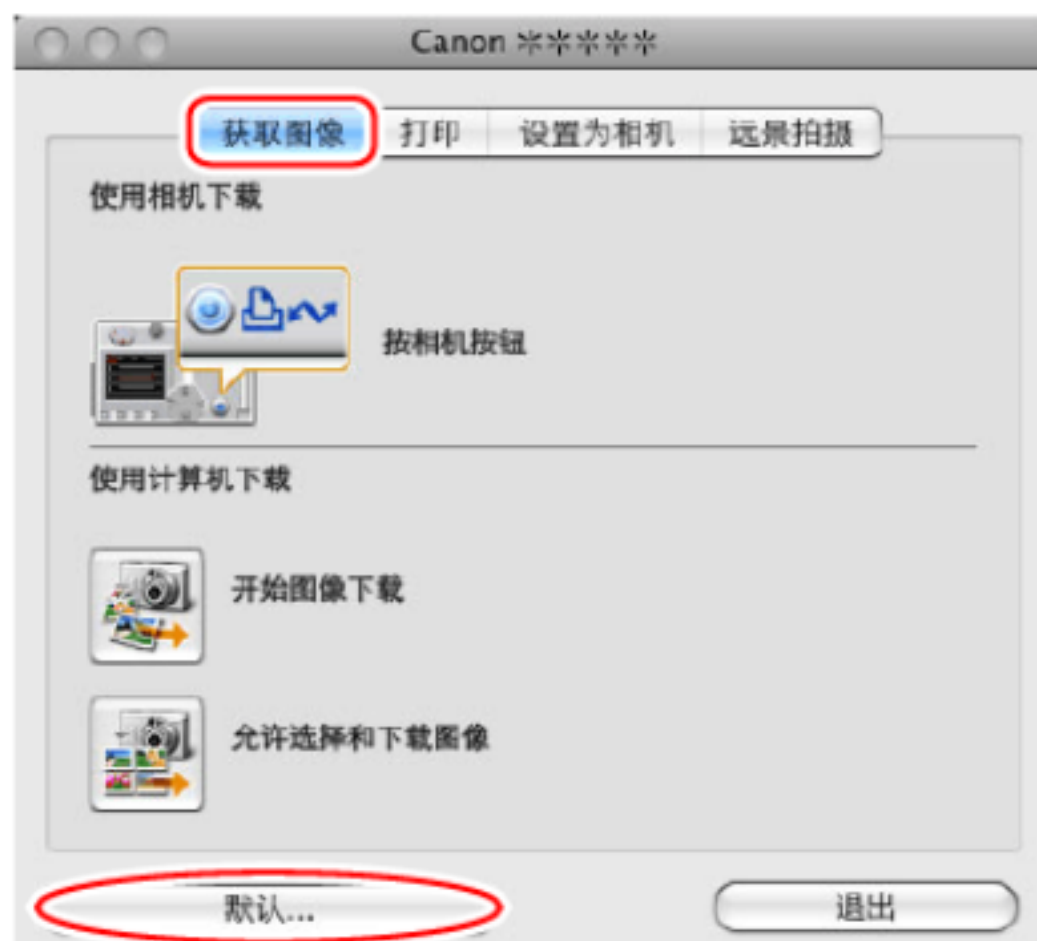 Canon *****
获取图像 打印 设置为相机 远景拍摄
使用相机下载
按相机按钮
使用计算机下载
开始图像下载
允许选择和下载图像
默认... 退出